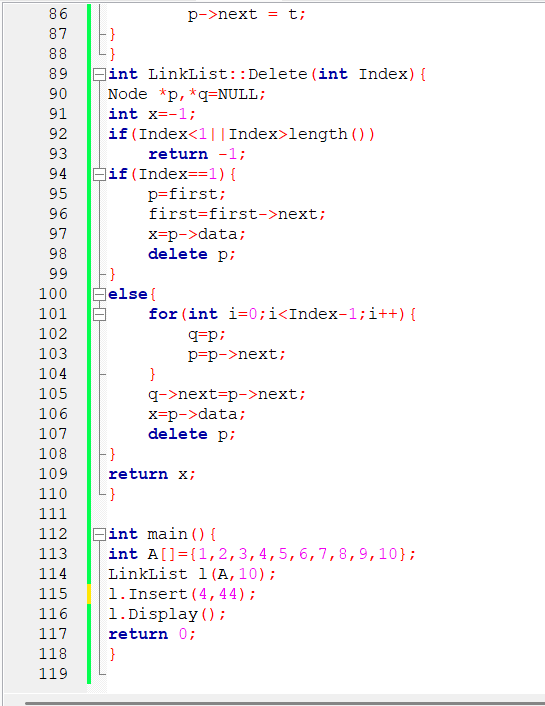 86 p->next = t;
87 }
88 }
89 int LinkList::Delete(int Index){
90 Node *p,*q=NULL;
91 int x=-1;
92 if(Index<1||Index>length())
93 return -1;
94 if(Index==1){
95 p=first;
96 first=first->next;
97 x=p->data;
98 delete p;
99 }
100 else{
101 for(int i=0;i<Index-1;i++){
102 q=p;
103 p=p->next;
104 }
105 q->next=p->next;
106 x=p->data;
107 delete p;
108 }
109 return x;
110 }
111
112 int main(){
113 int A[]={1,2,3,4,5,6,7,8,9,10};
114 LinkList l(A,10);
115 l.Insert(4,44);
116 l.Display();
117 return 0;
118 }
119